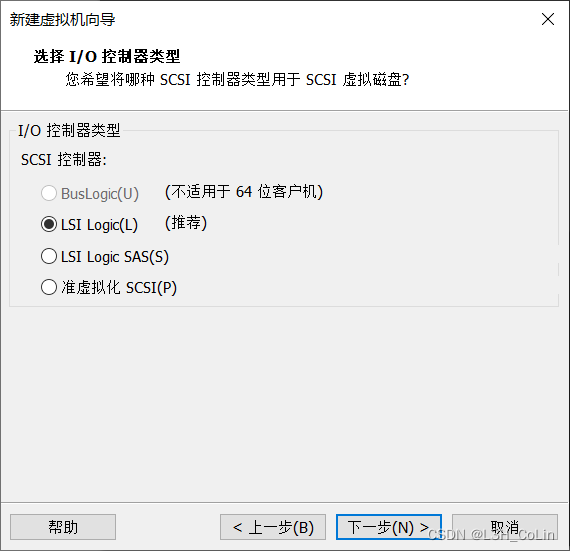 新建虚拟机向导
选择 I/O 控制器类型
您希望将哪种 SCSI 控制器类型用于 SCSI 虚拟磁盘?
I/O 控制器类型
SCSI 控制器:
BusLogic(U) (不适用于 64 位客户机)
LSI Logic(L) (推荐)
LSI Logic SAS(S)
准虚拟化 SCSI(P)
帮助 < 上一步(B) 下一步(N) > 取消
CSDN @L3H_CoLin